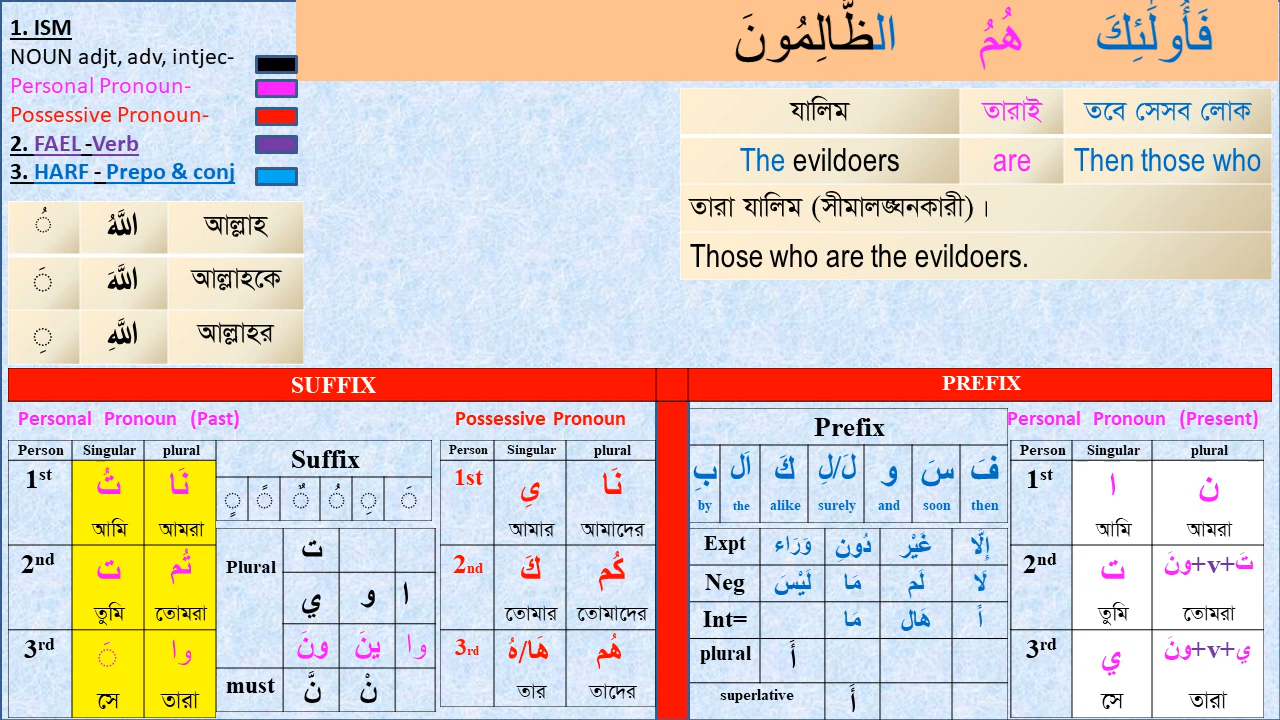 1. ISM
NOUN adjt, adv, intjec-
Personal Pronoun-
Possessive Pronoun-
2. FAEL -Verb
3. HARF - Prepo & conj
فَأُولَٰئِكَ هُمُ الظَّالِمُونَ
যালিম তারাই তবে সেসব লোক
The evildoers are Then those who
তারা যালিম (সীমালঙ্ঘনকারী)।
Those who are the evildoers.
ُ اللَّهُ আল্লাহ
َ اللَّهَ আল্লাহকে
ِ اللَّهِ আল্লাহর
SUFFIX
Personal Pronoun (Past)
Person Singular plural
1st تُ نَا
আমি আমরা
2nd ت تُم
তুমি তোমরা
3rd َ وا
সে তারা
Suffix
ٍ ً ٌ ُ ِ َ
Plural ت
ي و ا
ونَ ينَ وا
must نَّ نْ
Possessive Pronoun
Person Singular plural
1st ي نَا
আমার আমাদের
2nd كَ كُم
তোমার তোমাদের
3rd هَا/هُ هُم
তার তাদের
PREFIX
Prefix
بِ اَل كَ لَ/لِ و سَ فَ
by the alike surely and soon then
Expt وَرَاء دُونِ غَيْر إِلَّا
Neg لَيْسَ مَا لَم لَا
Int= مَا هَال أَ
plural أَ
superlative أَ
Personal Pronoun (Present)
Person Singular plural
1st ا ن
আমি আমরা
2nd ت تَ+v+ونَ
তুমি তোমরা
3rd ي ي+v+ونَ
সে তারা